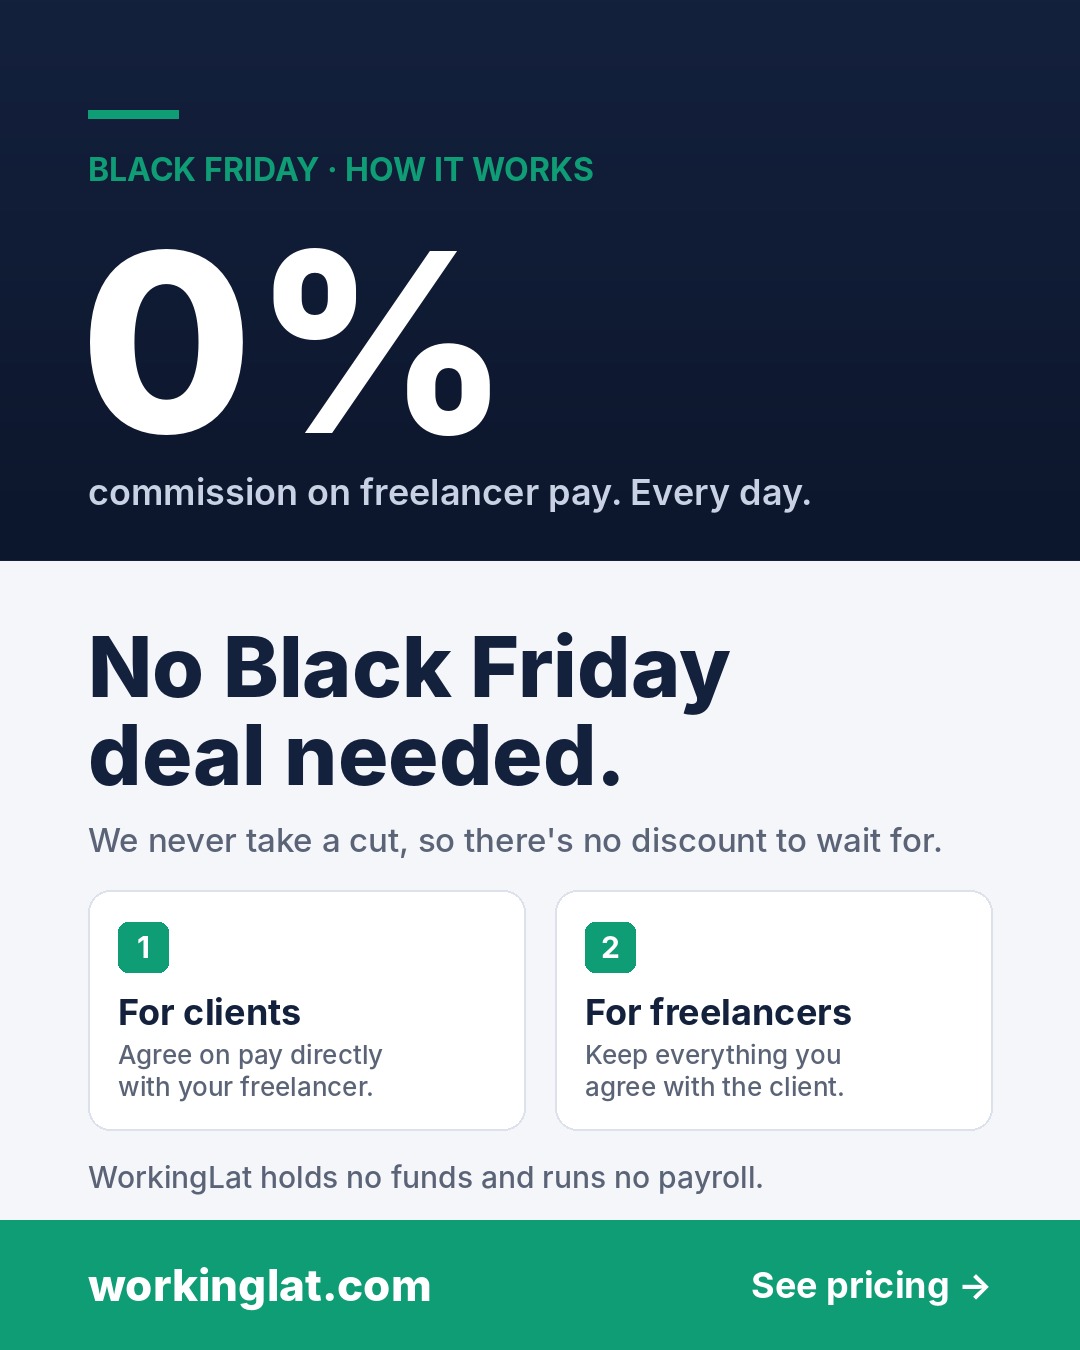 BLACK FRIDAY · HOW IT WORKS
0%
commission on freelancer pay. Every day.
No Black Friday
deal needed.
We never take a cut, so there's no discount to wait for.
1
For clients
Agree on pay directly
with your freelancer.
2
For freelancers
Keep everything you
agree with the client.
WorkingLat holds no funds and runs no payroll.
workinglat.com
See pricing →